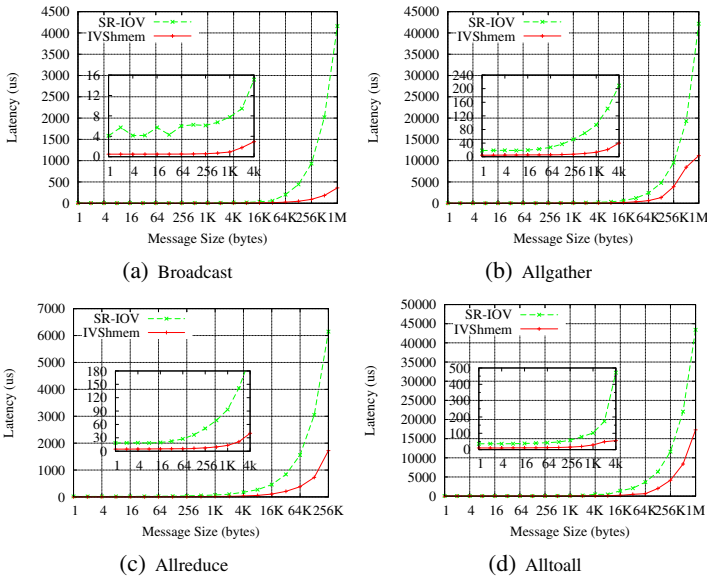 4500
4000
3500
3000
2500
2000
1500
1000
500
0
Latency (us)
SR-IOV
IVShmem
16
12
8
4
0
1 4 16 64 256 1K 4k
1 4 16 64 256 1K 4K 16K 64K 256K 1M
Message Size (bytes)
(a) Broadcast
45000
40000
35000
30000
25000
20000
15000
10000
5000
0
Latency (us)
SR-IOV
IVShmem
240
200
160
120
80
40
0
1 4 16 64 256 1K 4k
1 4 16 64 256 1K 4K 16K 64K 256K 1M
Message Size (bytes)
(b) Allgather
7000
6000
5000
4000
3000
2000
1000
0
Latency (us)
SR-IOV
IVShmem
180
150
120
90
60
30
0
1 4 16 64 256 1K 4k
1 4 16 64 256 1K 4K 16K 64K 256K
Message Size (bytes)
(c) Allreduce
50000
45000
40000
35000
30000
25000
20000
15000
10000
5000
0
Latency (us)
SR-IOV
IVShmem
500
400
300
200
100
0
1 4 16 64 256 1K 4k
1 4 16 64 256 1K 4K 16K 64K 256K 1M
Message Size (bytes)
(d) Alltoall